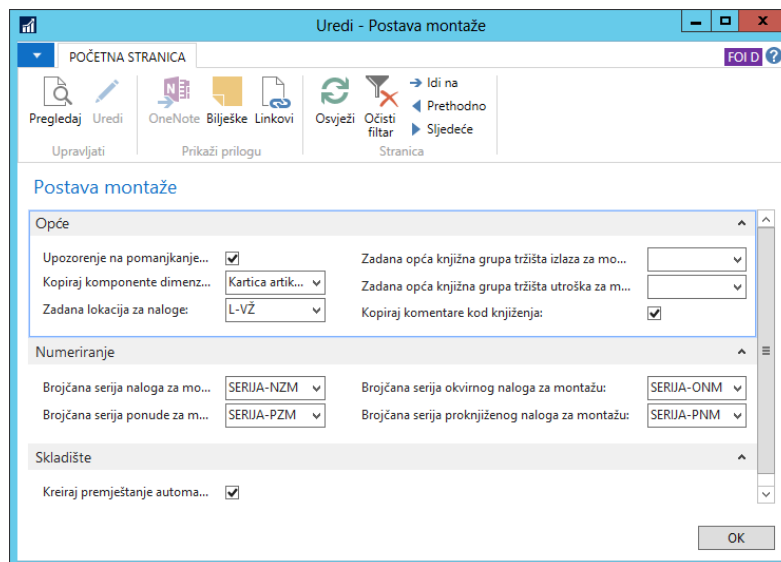 Uredi - Postava montaže
POČETNA STRANICA
FOI D ?
Pregledaj Uredi OneNote Bilješke Linkovi Osvježi Očisti filtar
Idi na
Prethodno
Sljedeće
Upravljati Prikaži prilogu Stranica
Postava montaže
Opće
Upozorenje na pomanjkanje... Zadana opća knjižna grupa tržišta izlaza za mo...
Kopiraj komponente dimenz... Kartica artik... Zadana opća knjižna grupa tržišta utroška za m...
Zadana lokacija za naloge: L-VŽ Kopiraj komentare kod knjiženja:
Numeriranje
Brojčana serija naloga za mo... SERIJA-NZM Brojčana serija okvirnog naloga za montažu: SERIJA-ONM
Brojčana serija ponude za m... SERIJA-PZM Brojčana serija proknjiženog naloga za montažu: SERIJA-PNM
Skladište
Kreiraj premještanje automa...
OK